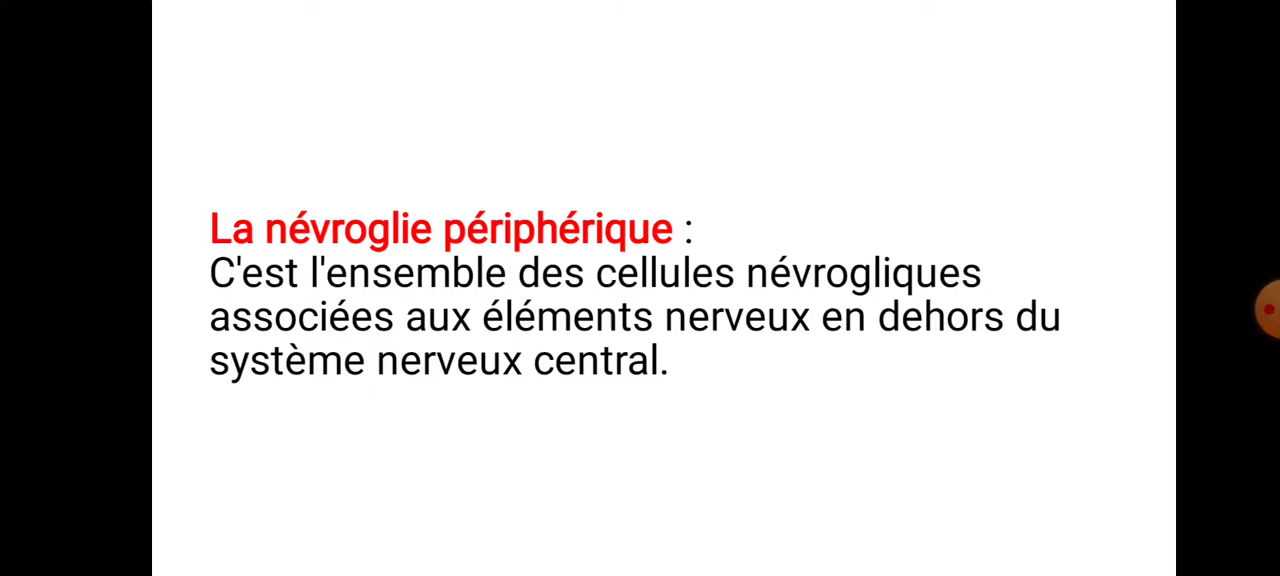 La névroglie périphérique :
C'est l'ensemble des cellules névrogliques
associées aux éléments nerveux en dehors du
système nerveux central.